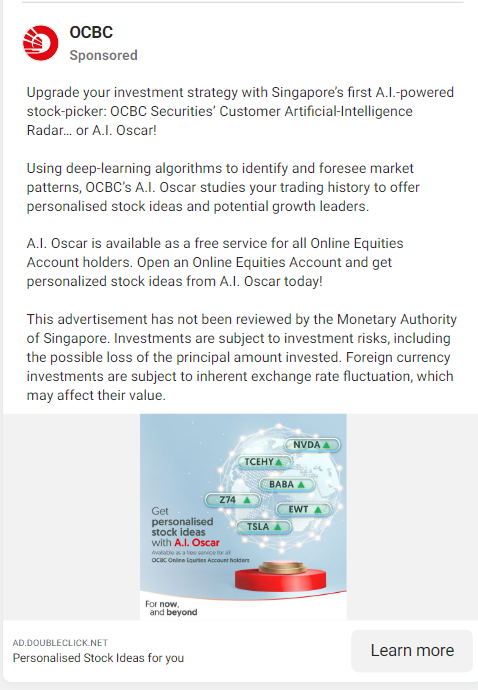 OCBC
Sponsored
Upgrade your investment strategy with Singapore's first A.I.-powered
stock-picker: OCBC Securities' Customer Artificial-Intelligence
Radar... or A.I. Oscar!
Using deep-learning algorithms to identify and foresee market
patterns, OCBC's A.I. Oscar studies your trading history to offer
personalised stock ideas and potential growth leaders.
A.I. Oscar is available as a free service for all Online Equities
Account holders. Open an Online Equities Account and get
personalized stock ideas from A.I. Oscar today!
This advertisement has not been reviewed by the Monetary Authority
of Singapore. Investments are subject to investment risks, including
the possible loss of the principal amount invested. Foreign currency
investments are subject to inherent exchange rate fluctuation, which
may affect their value.
NVDA
TCEHY
BABA
Z74
EWT
TSLA
Get
personalised
stock ideas
with A.I. Oscar
Available as a free service for all
OCBC Online Equities Account holders
For now,
and beyond
AD.DOUBLECLICK.NET
Personalised Stock Ideas for you
Learn more